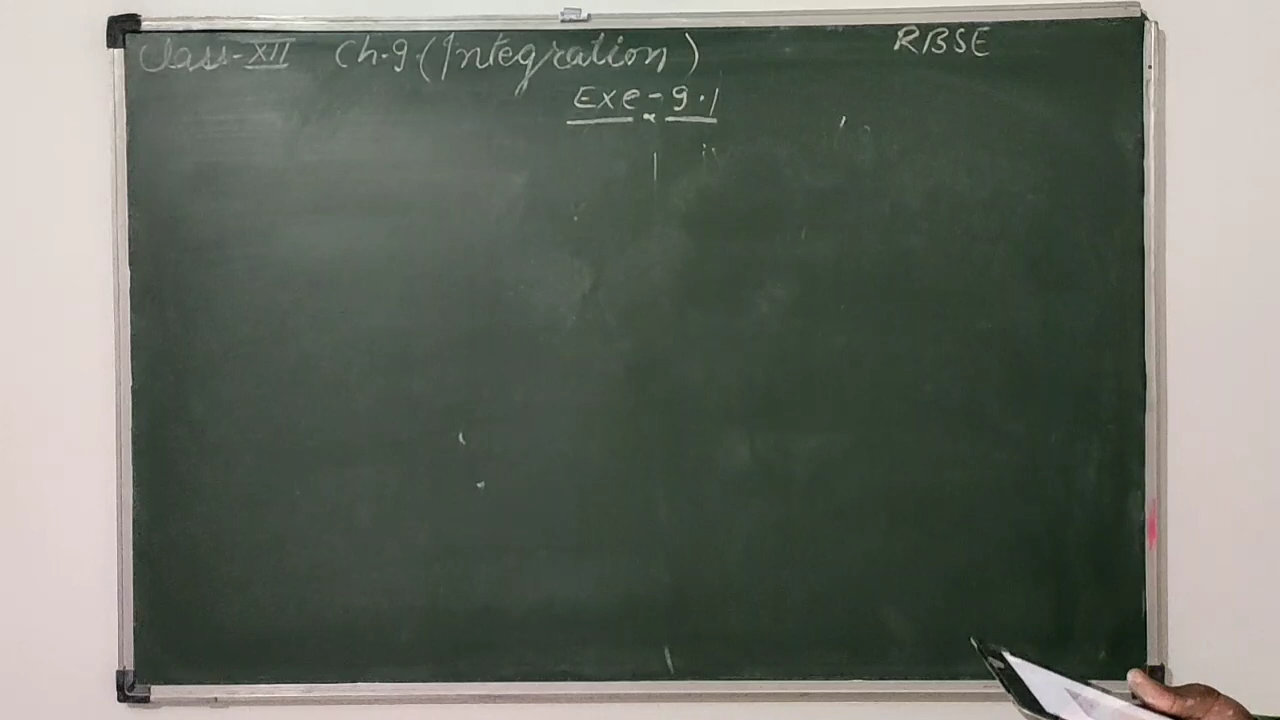 Class-XII Ch.9 (Integration) RBSE
Exe-9.1